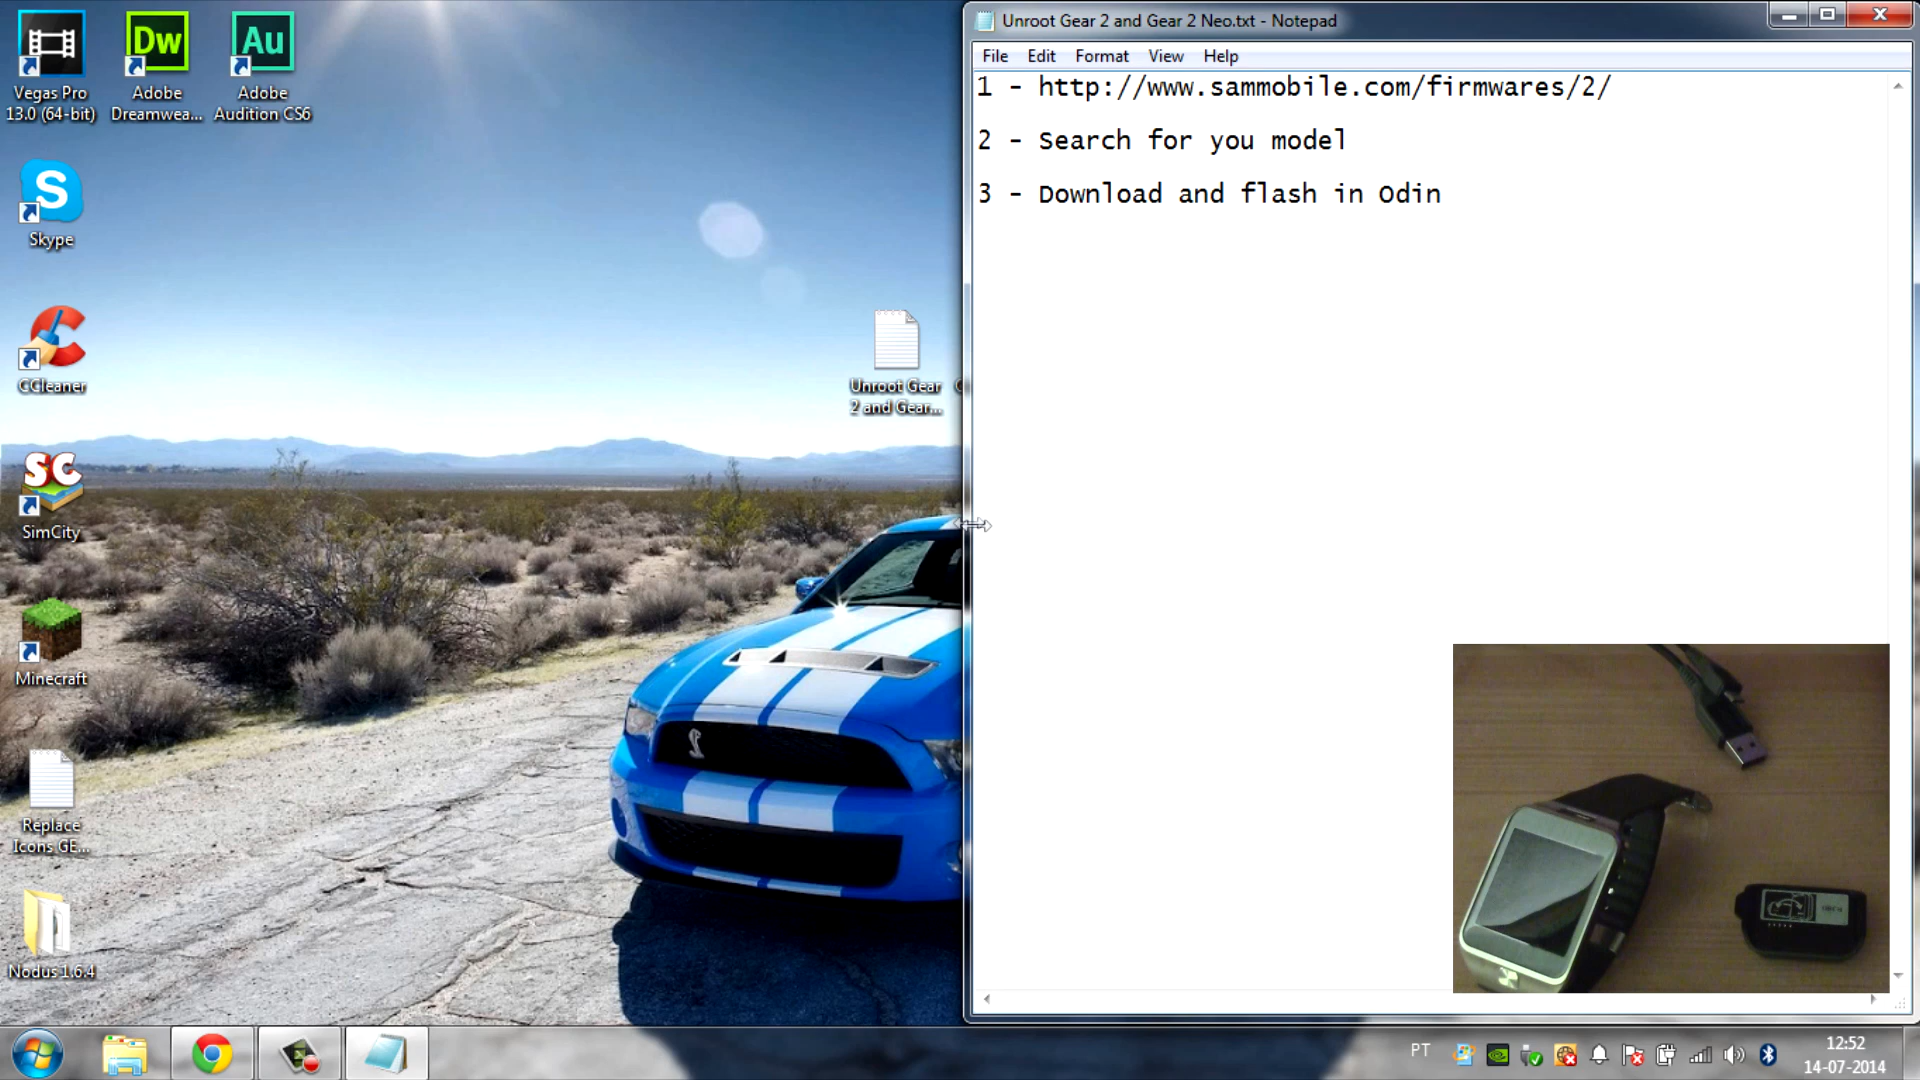 Vegas Pro
13.0 (64-bit)
Dw
Adobe
Dreamwea...
Au
Adobe
Audition CS6
S
Skype
CCleaner
SC
SimCity
Minecraft
Replace
Icons GE...
Nodus 1.6.4
Unroot Gear
2 and Gear...
Unroot Gear 2 and Gear 2 Neo.txt - Notepad
File Edit Format View Help
1 - http://www.sammobile.com/firmwares/2/
2 - Search for you model
3 - Download and flash in Odin
PT
12:52
14-07-2014